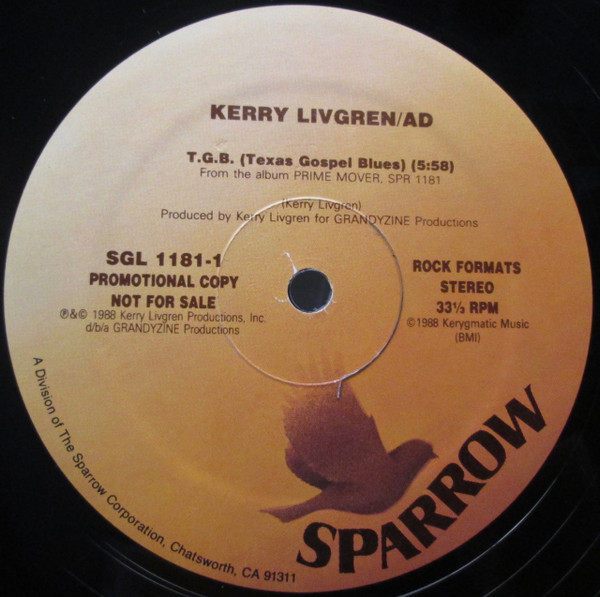 KERRY LIVGREN/AD
T.G.B. (Texas Gospel Blues) (5:58)
From the album PRIME MOVER, SPR 1181
(Kerry Livgren)
Produced by Kerry Livgren for GRANDYZINE Productions
SGL 1181-1
PROMOTIONAL COPY
NOT FOR SALE
℗&© 1988 Kerry Livgren Productions, Inc.
d/b/a GRANDYZINE Productions
ROCK FORMATS
STEREO
33⅓ RPM
©1988 Kerygmatic Music
(BMI)
A Division of The Sparrow Corporation, Chatsworth, CA 91311
SPARROW